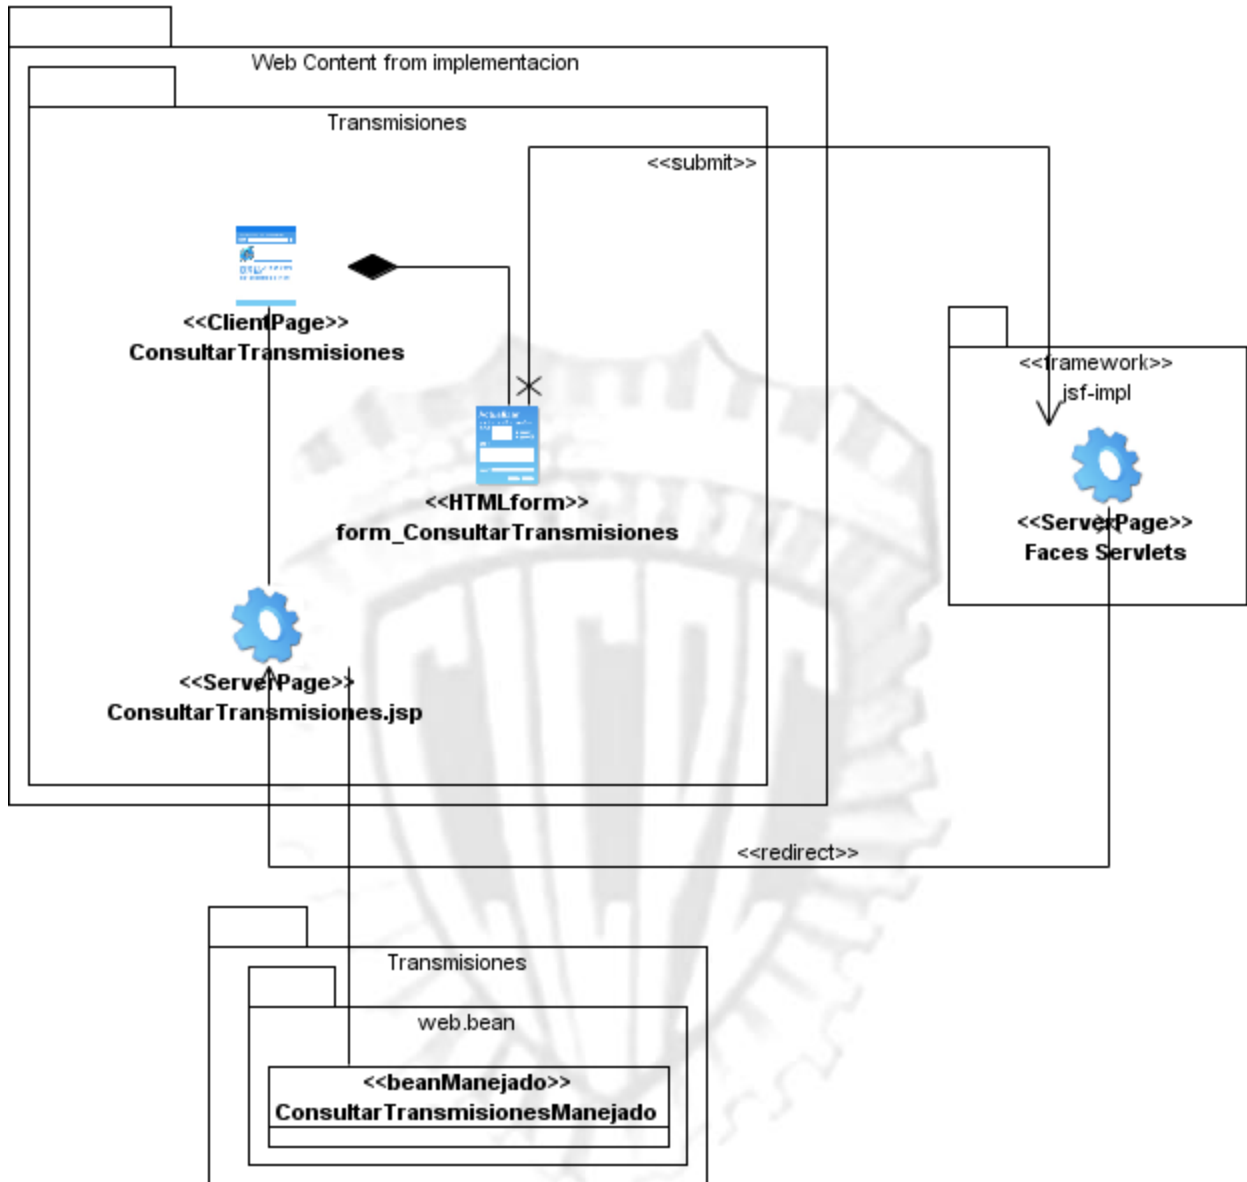 Web Content from implementacion
Transmisiones
<<submit>>
<<ClientPage>>
ConsultarTransmisiones
<<framework>>
jsf-impl
<<HTMLform>>
form_ConsultarTransmisiones
<<ServerPage>>
Faces Servlets
<<ServerPage>>
ConsultarTransmisiones.jsp
<<redirect>>
Transmisiones
web.bean
<<beanManejado>>
ConsultarTransmisionesManejado